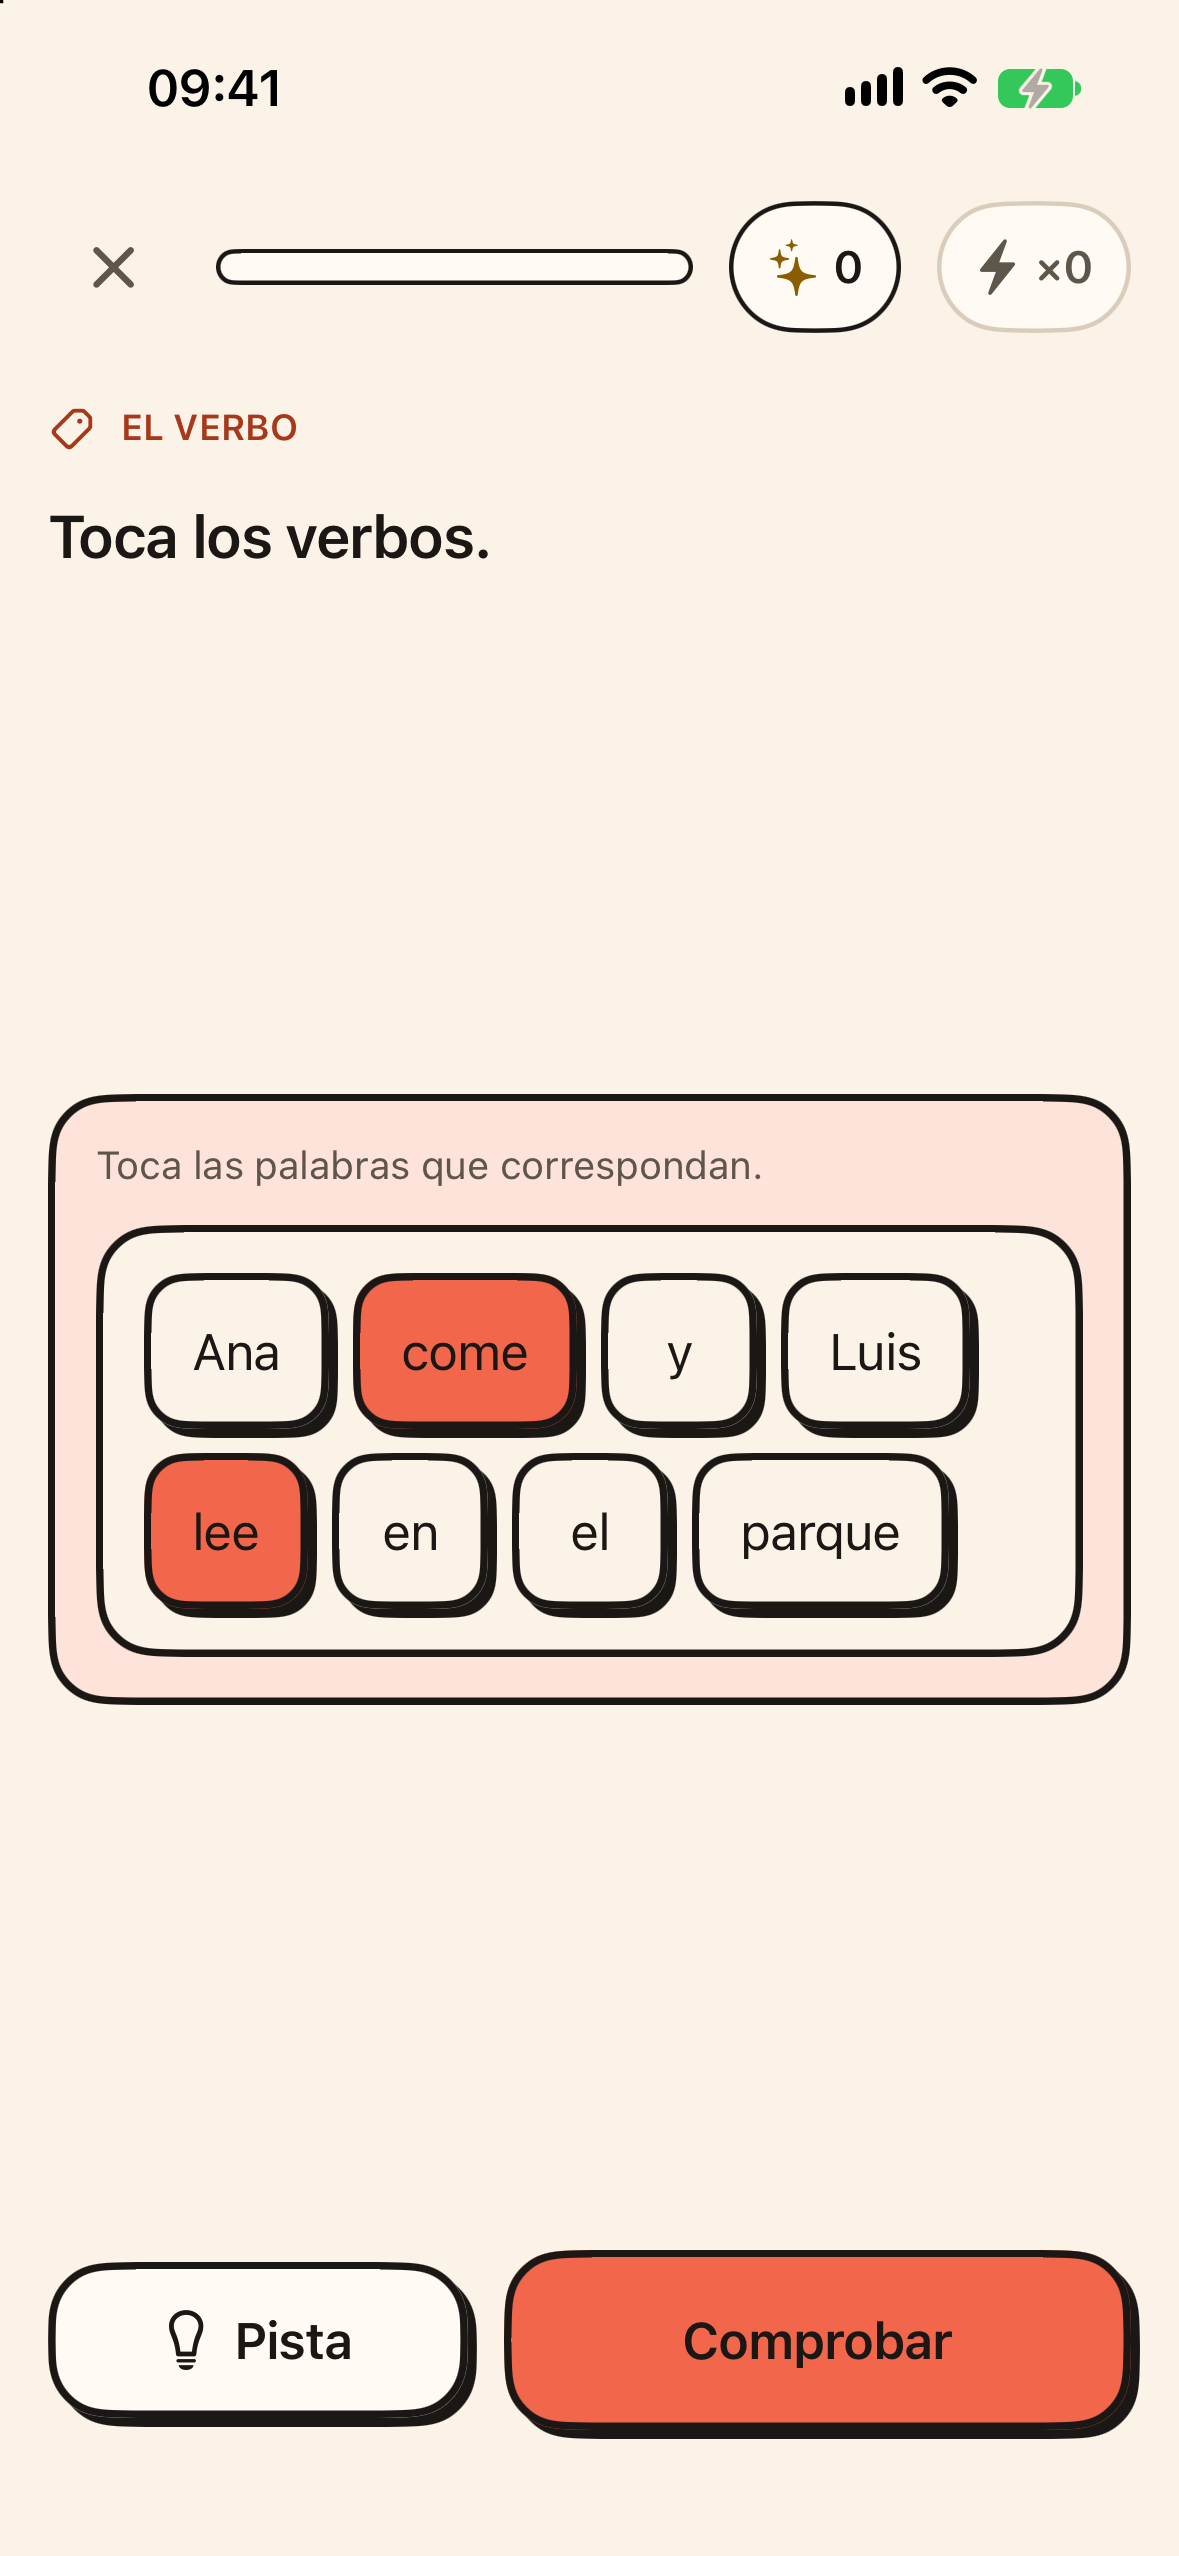 09:41
0
×0
EL VERBO
Toca los verbos.
Toca las palabras que correspondan.
Ana come y Luis
lee en el parque
Pista
Comprobar